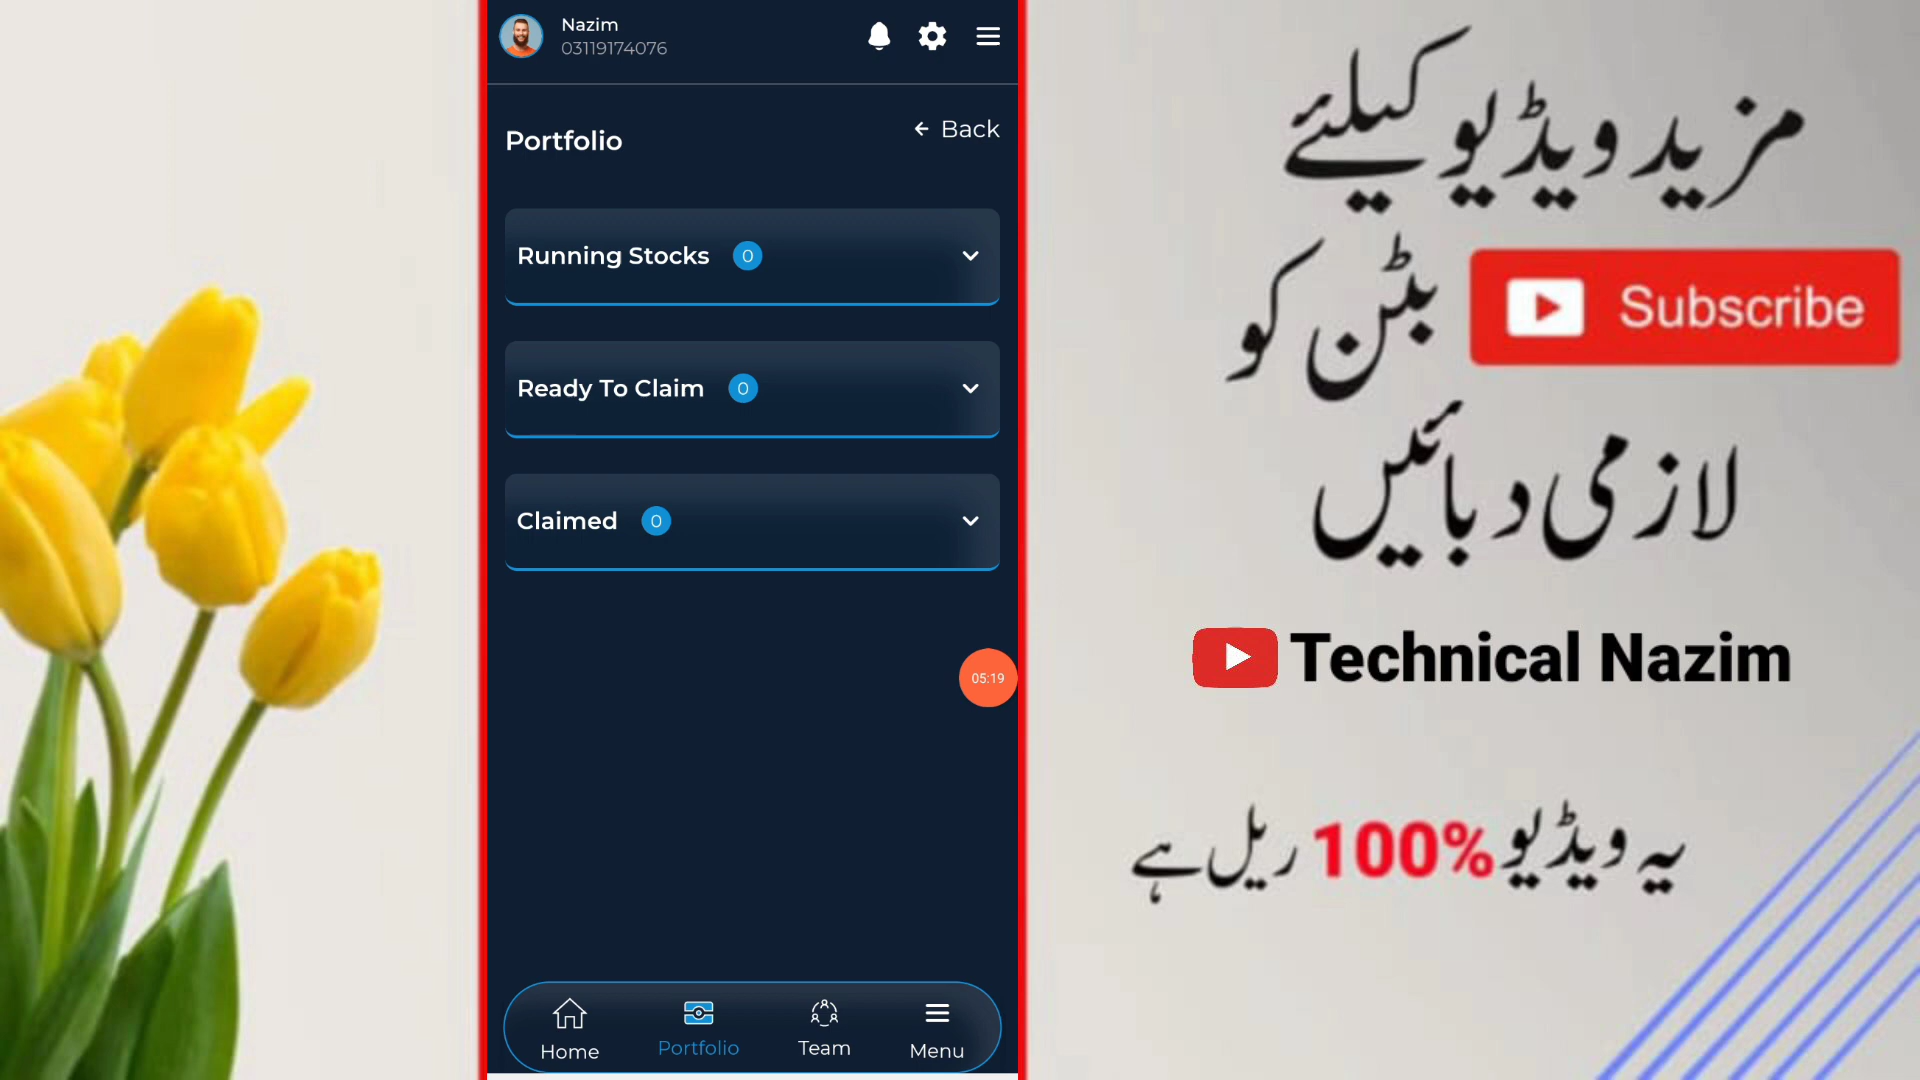 Nazim
03119174076
Back
Portfolio
Running Stocks 0
Ready To Claim 0
Claimed 0
05:19
Home
Portfolio
Team
Menu
مزید ویڈیو کیلئے
Subscribe بٹن کو
لازمی دبائیں
Technical Nazim
یہ ویڈیو 100% ریل ہے